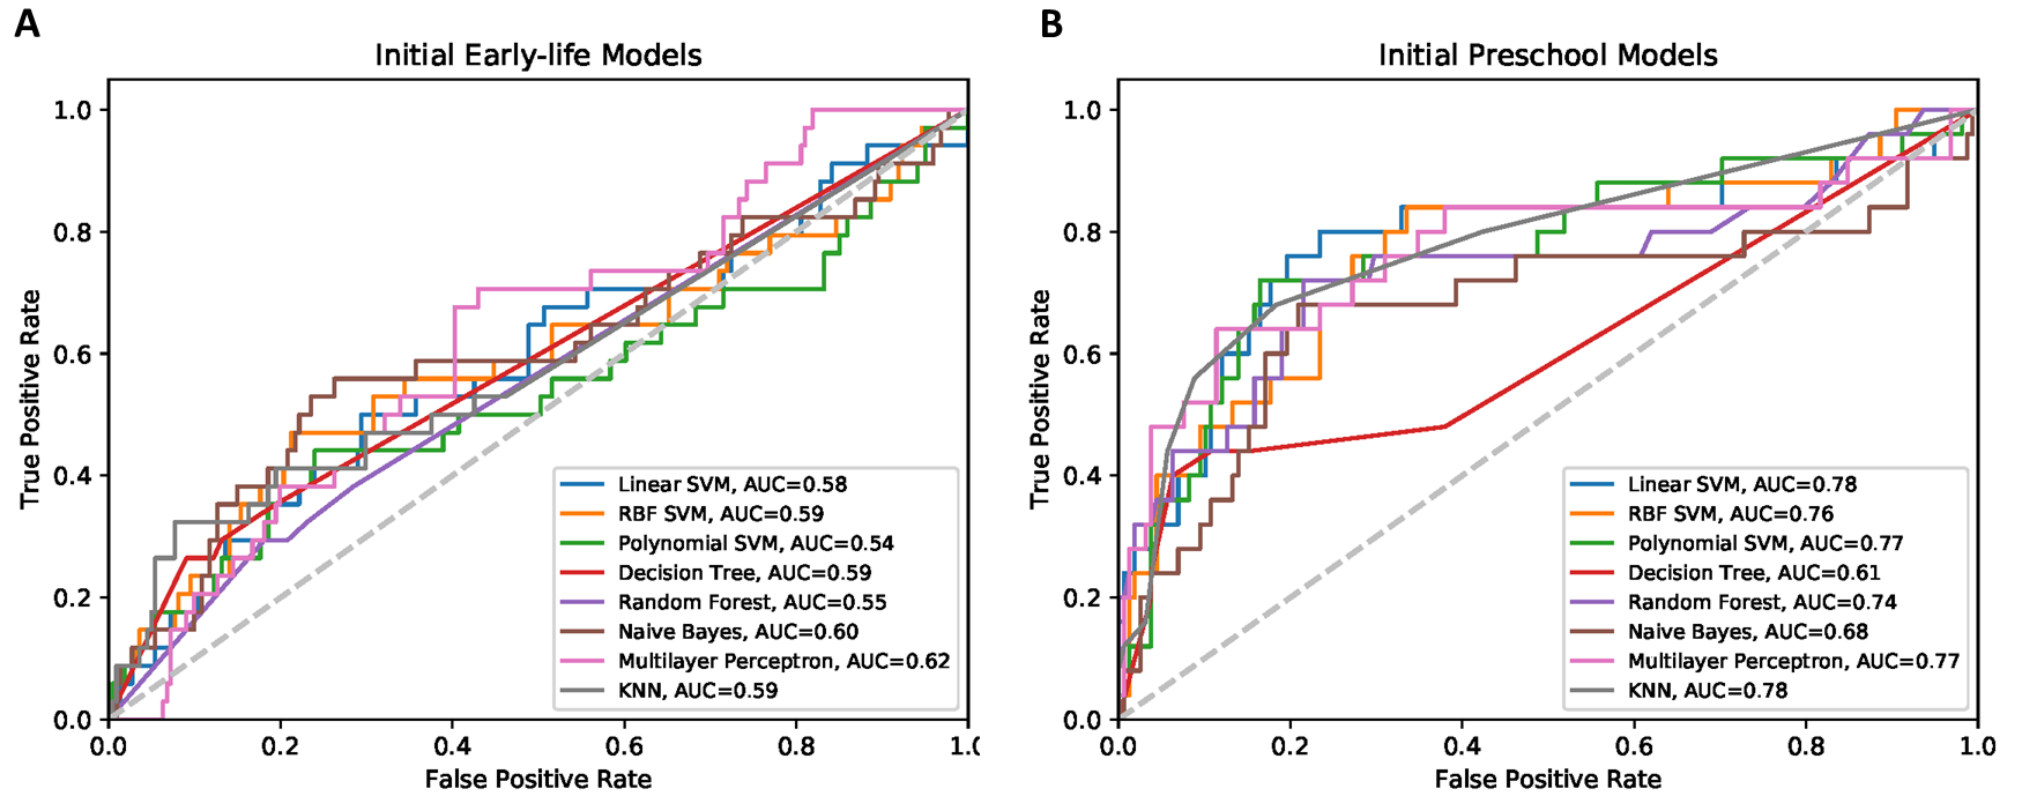 A
Initial Early-life Models
True Positive Rate
1.0
0.8
0.6
0.4
0.2
0.0
Linear SVM, AUC=0.58
RBF SVM, AUC=0.59
Polynomial SVM, AUC=0.54
Decision Tree, AUC=0.59
Random Forest, AUC=0.55
Naive Bayes, AUC=0.60
Multilayer Perceptron, AUC=0.62
KNN, AUC=0.59
0.0 0.2 0.4 0.6 0.8 1.0
False Positive Rate
B
Initial Preschool Models
True Positive Rate
1.0
0.8
0.6
0.4
0.2
0.0
Linear SVM, AUC=0.78
RBF SVM, AUC=0.76
Polynomial SVM, AUC=0.77
Decision Tree, AUC=0.61
Random Forest, AUC=0.74
Naive Bayes, AUC=0.68
Multilayer Perceptron, AUC=0.77
KNN, AUC=0.78
0.0 0.2 0.4 0.6 0.8 1.0
False Positive Rate